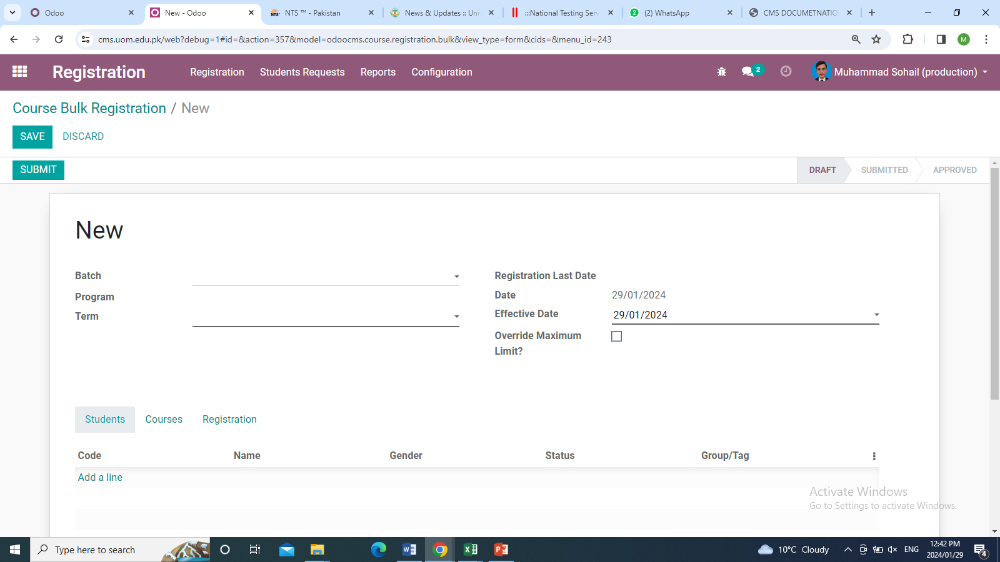 Odoo
New - Odoo
NTS ™ - Pakistan
News & Updates :: Uni
:::National Testing Serv
(2) WhatsApp
CMS DOCUMETNATIO
cms.uom.edu.pk/web?debug=1#id=&action=357&model=odoocms.course.registration.bulk&view_type=form&cids=&menu_id=243
M
Registration
Registration
Students Requests
Reports
Configuration
2
Muhammad Sohail (production)
Course Bulk Registration / New
SAVE
DISCARD
SUBMIT
DRAFT
SUBMITTED
APPROVED
New
Batch
Program
Term
Registration Last Date
Date 29/01/2024
Effective Date 29/01/2024
Override Maximum
Limit?
Students
Courses
Registration
Code Name Gender Status Group/Tag
Add a line
Activate Windows
Go to Settings to activate Windows.
Type here to search
10°C Cloudy
ENG
12:42 PM
2024/01/29
4